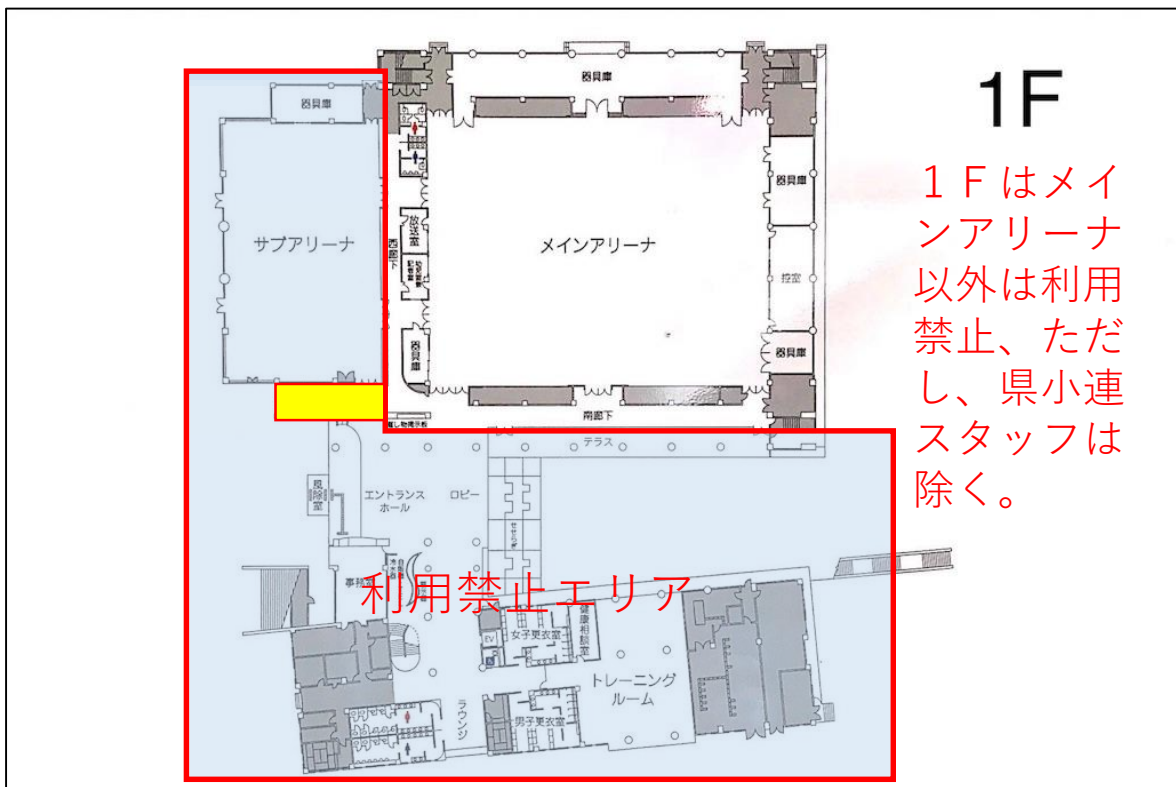 1F
１Ｆはメイ
ンアリーナ
以外は利用
禁止、ただ
し、県小連
スタッフは
除く。
器具庫
器具庫
サブアリーナ
西廊下
放送室
メインアリーナ
器具庫
控室
器具庫
器具庫
南廊下
テラス
風除室
エントランス
ホール
ロビー
事務室
利用禁止エリア
EV
女子更衣室
健康相談室
トレーニング
ルーム
男子更衣室
ラウンジ